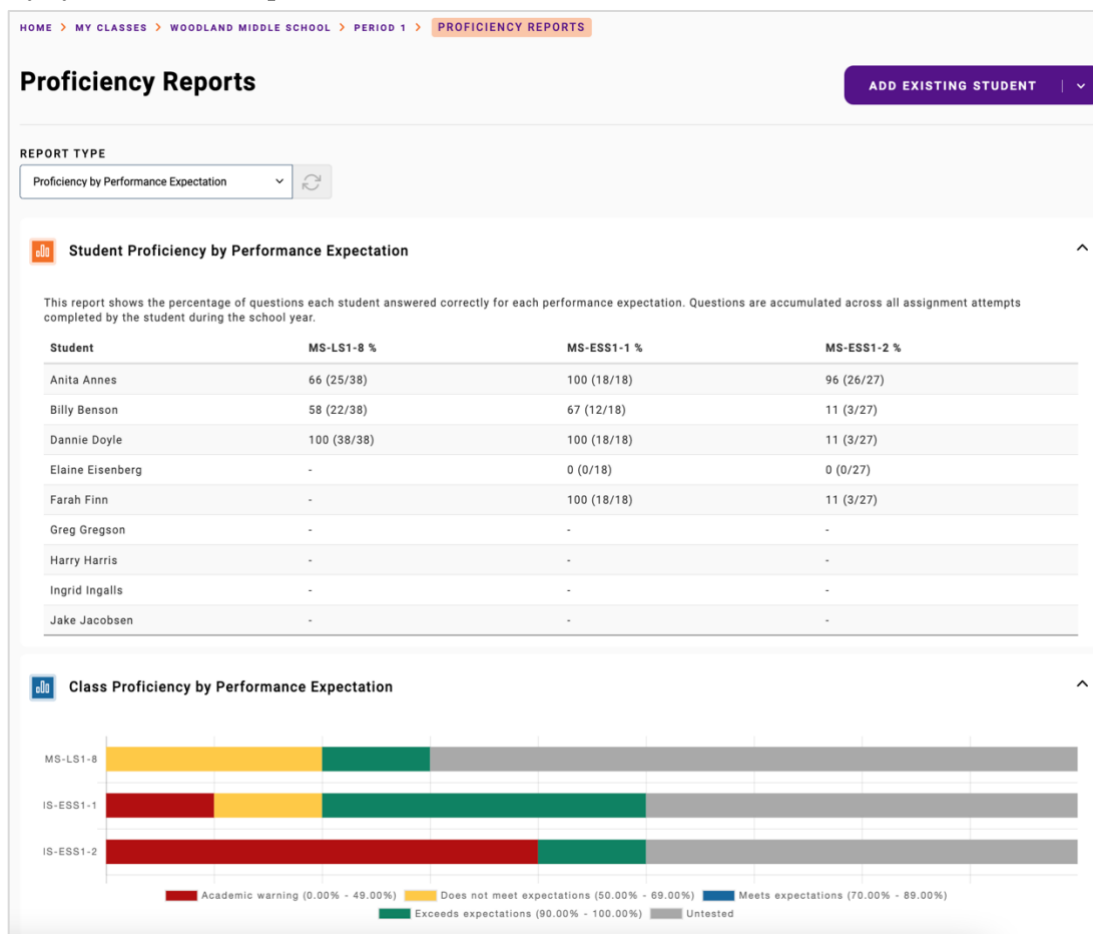 HOME > MY CLASSES > WOODLAND MIDDLE SCHOOL > PERIOD 1 > PROFICIENCY REPORTS
Proficiency Reports
ADD EXISTING STUDENT
REPORT TYPE
Proficiency by Performance Expectation
Student Proficiency by Performance Expectation
This report shows the percentage of questions each student answered correctly for each performance expectation. Questions are accumulated across all assignment attempts
completed by the student during the school year.
Student MS-LS1-8 % MS-ESS1-1 % MS-ESS1-2 %
Anita Annes 66 (25/38) 100 (18/18) 96 (26/27)
Billy Benson 58 (22/38) 67 (12/18) 11 (3/27)
Dannie Doyle 100 (38/38) 100 (18/18) 11 (3/27)
Elaine Eisenberg - 0 (0/18) 0 (0/27)
Farah Finn - 100 (18/18) 11 (3/27)
Greg Gregson - - -
Harry Harris - - -
Ingrid Ingalls - - -
Jake Jacobsen - - -
Class Proficiency by Performance Expectation
MS-LS1-8
IS-ESS1-1
IS-ESS1-2
Academic warning (0.00% - 49.00%) Does not meet expectations (50.00% - 69.00%) Meets expectations (70.00% - 89.00%)
Exceeds expectations (90.00% - 100.00%) Untested